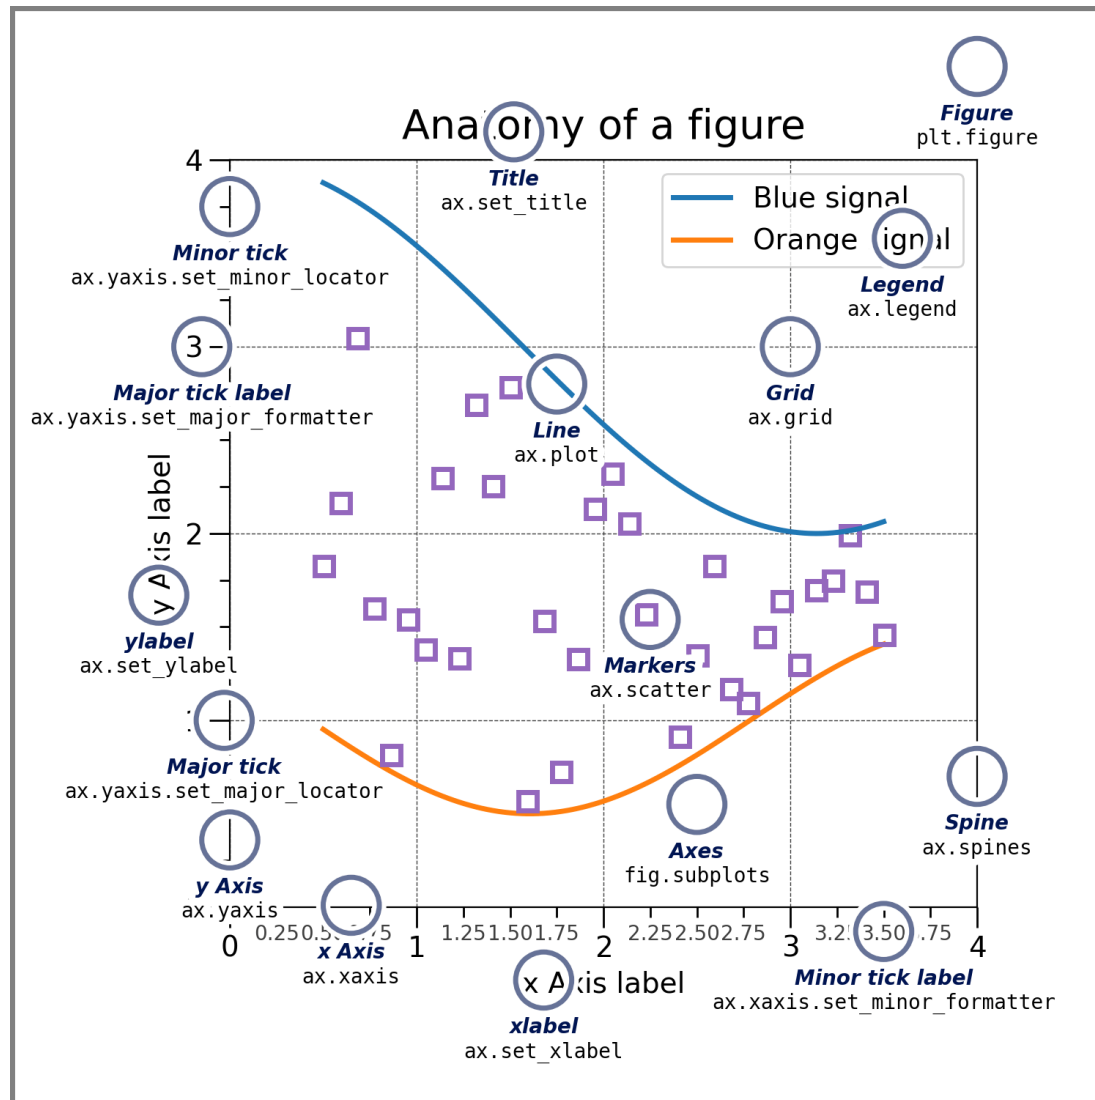 Figure
plt.figure
Anatomy of a figure
Title
ax.set_title
4
Blue signal
Orange signal
Legend
ax.legend
Minor tick
ax.yaxis.set_minor_locator
3
Major tick label
ax.yaxis.set_major_formatter
Grid
ax.grid
Line
ax.plot
y Axis label
2
ylabel
ax.set_ylabel
Markers
ax.scatter
Major tick
ax.yaxis.set_major_locator
Axes
fig.subplots
Spine
ax.spines
y Axis
ax.yaxis
0 1 1.25 1.50 1.75 2 2.25 2.50 2.75 3 3.50 4
0.25
x Axis
ax.xaxis
Minor tick label
ax.xaxis.set_minor_formatter
x Axis label
xlabel
ax.set_xlabel